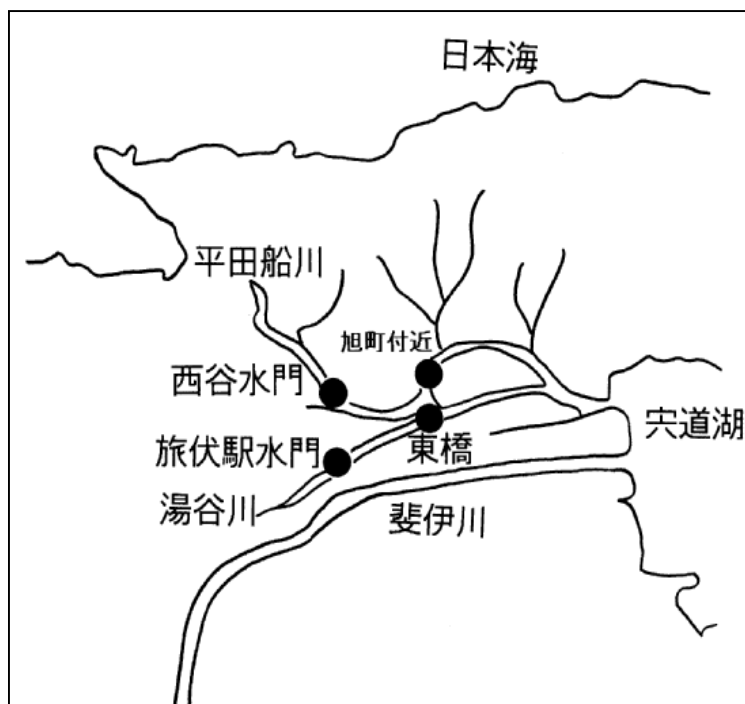 日本海
平田船川
旭町付近
西谷水門
宍道湖
旅伏駅水門
東橋
湯谷川
斐伊川